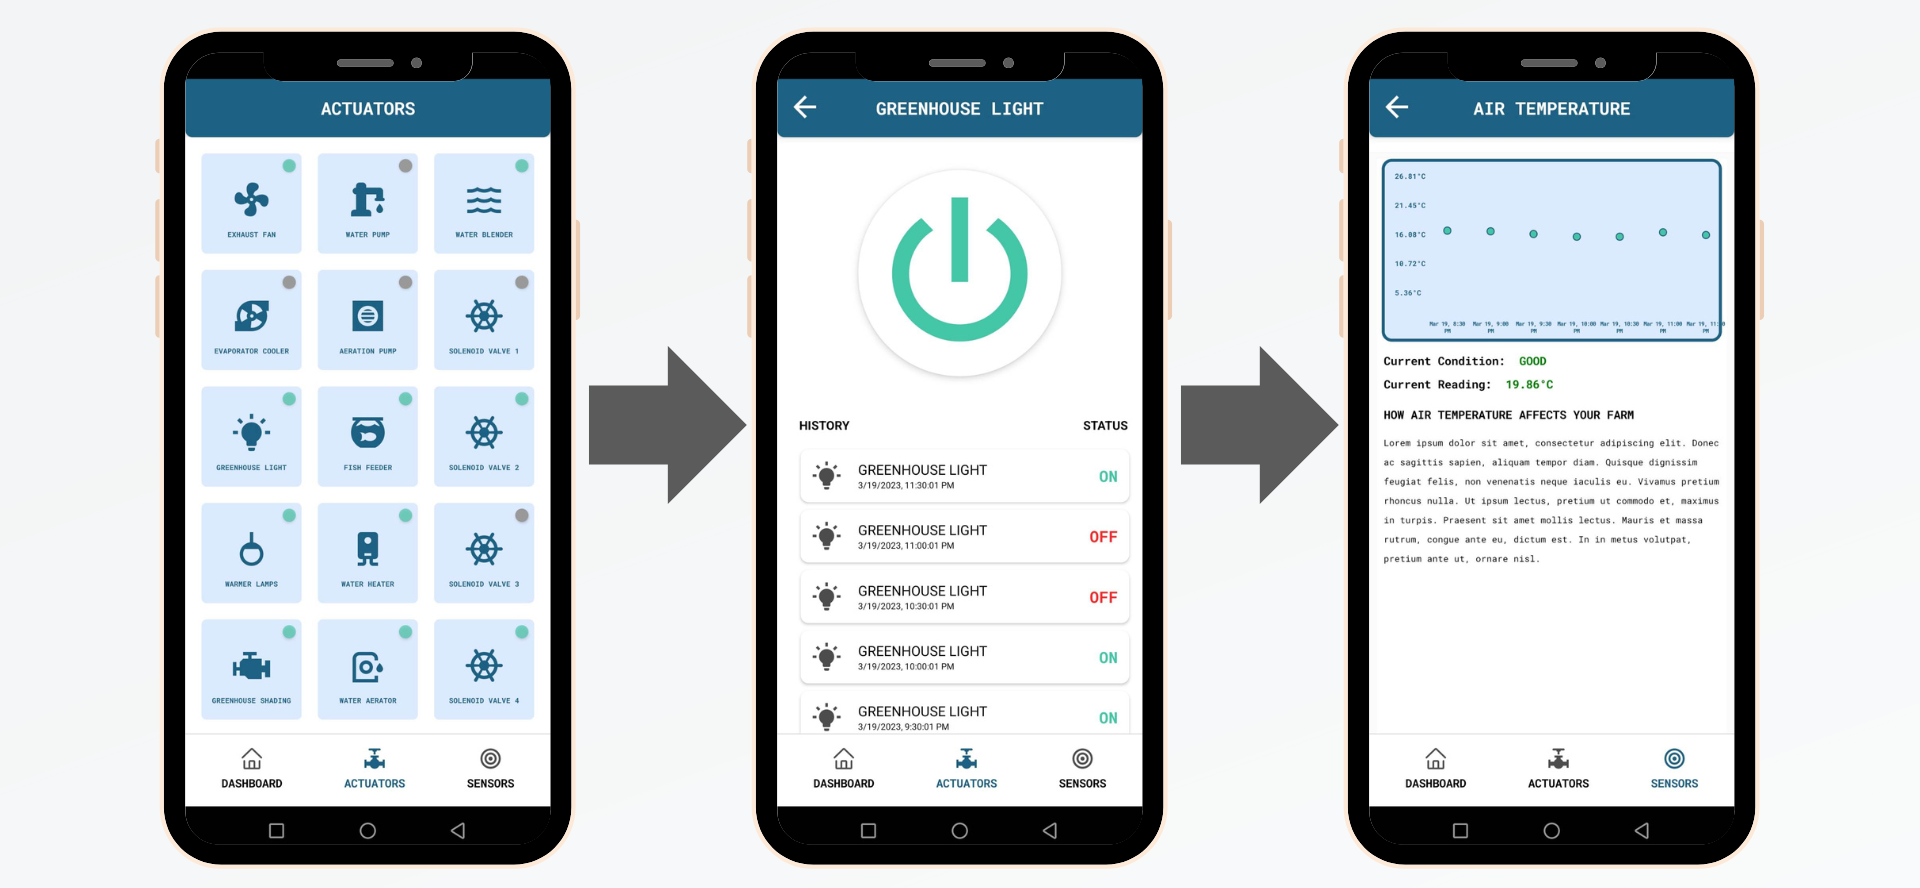 ACTUATORS
EXHAUST FAN
WATER PUMP
WATER BLENDER
EVAPORATOR COOLER
AERATION PUMP
SOLENOID VALVE 1
GREENHOUSE LIGHT
FISH FEEDER
SOLENOID VALVE 2
WARMER LAMPS
WATER HEATER
SOLENOID VALVE 3
GREENHOUSE SHADING
WATER AERATOR
SOLENOID VALVE 4
DASHBOARD
ACTUATORS
SENSORS
GREENHOUSE LIGHT
HISTORY
STATUS
GREENHOUSE LIGHT
3/19/2023, 11:30:01 PM
ON
GREENHOUSE LIGHT
3/19/2023, 11:00:01 PM
OFF
GREENHOUSE LIGHT
3/19/2023, 10:30:01 PM
OFF
GREENHOUSE LIGHT
3/19/2023, 10:00:01 PM
ON
GREENHOUSE LIGHT
3/19/2023, 9:30:01 PM
ON
DASHBOARD
ACTUATORS
SENSORS
AIR TEMPERATURE
26.81°C
21.45°C
16.08°C
10.72°C
5.36°C
Mar 19, 8:30 PM
Mar 19, 9:00 PM
Mar 19, 9:30 PM
Mar 19, 10:00 PM
Mar 19, 10:30 PM
Mar 19, 11:00 PM
Mar 19, PM
Current Condition: GOOD
Current Reading: 19.86°C
HOW AIR TEMPERATURE AFFECTS YOUR FARM
Lorem ipsum dolor sit amet, consectetur adipiscing elit. Donec
ac sagittis sapien, aliquam tempor diam. Quisque dignissim
feugiat felis, non venenatis neque iaculis eu. Vivamus pretium
rhoncus nulla. Ut ipsum lectus, pretium ut commodo et, maximus
in turpis. Praesent sit amet mollis lectus. Mauris et massa
rutrum, congue ante eu, dictum est. In in metus volutpat,
pretium ante ut, ornare nisl.
DASHBOARD
ACTUATORS
SENSORS